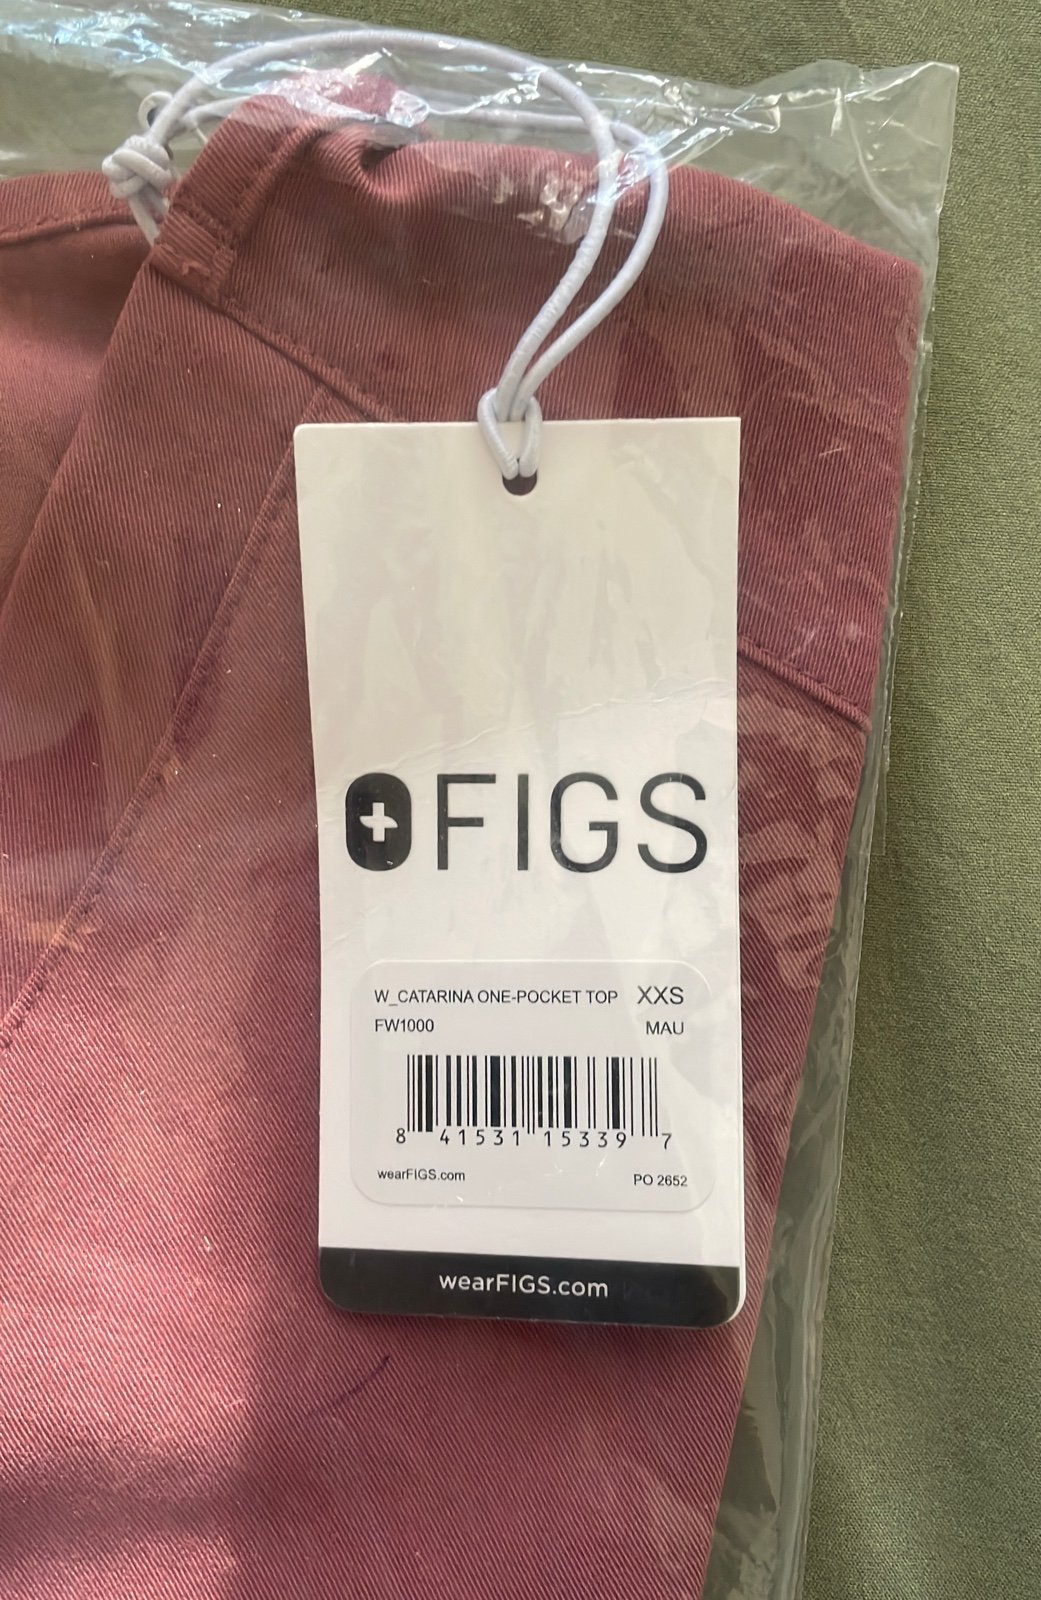 FIGS
W_CATARINA ONE-POCKET TOP XXS
FW1000 MAU
8 41531 15339 7
wearFIGS.com PO 2652
wearFIGS.com